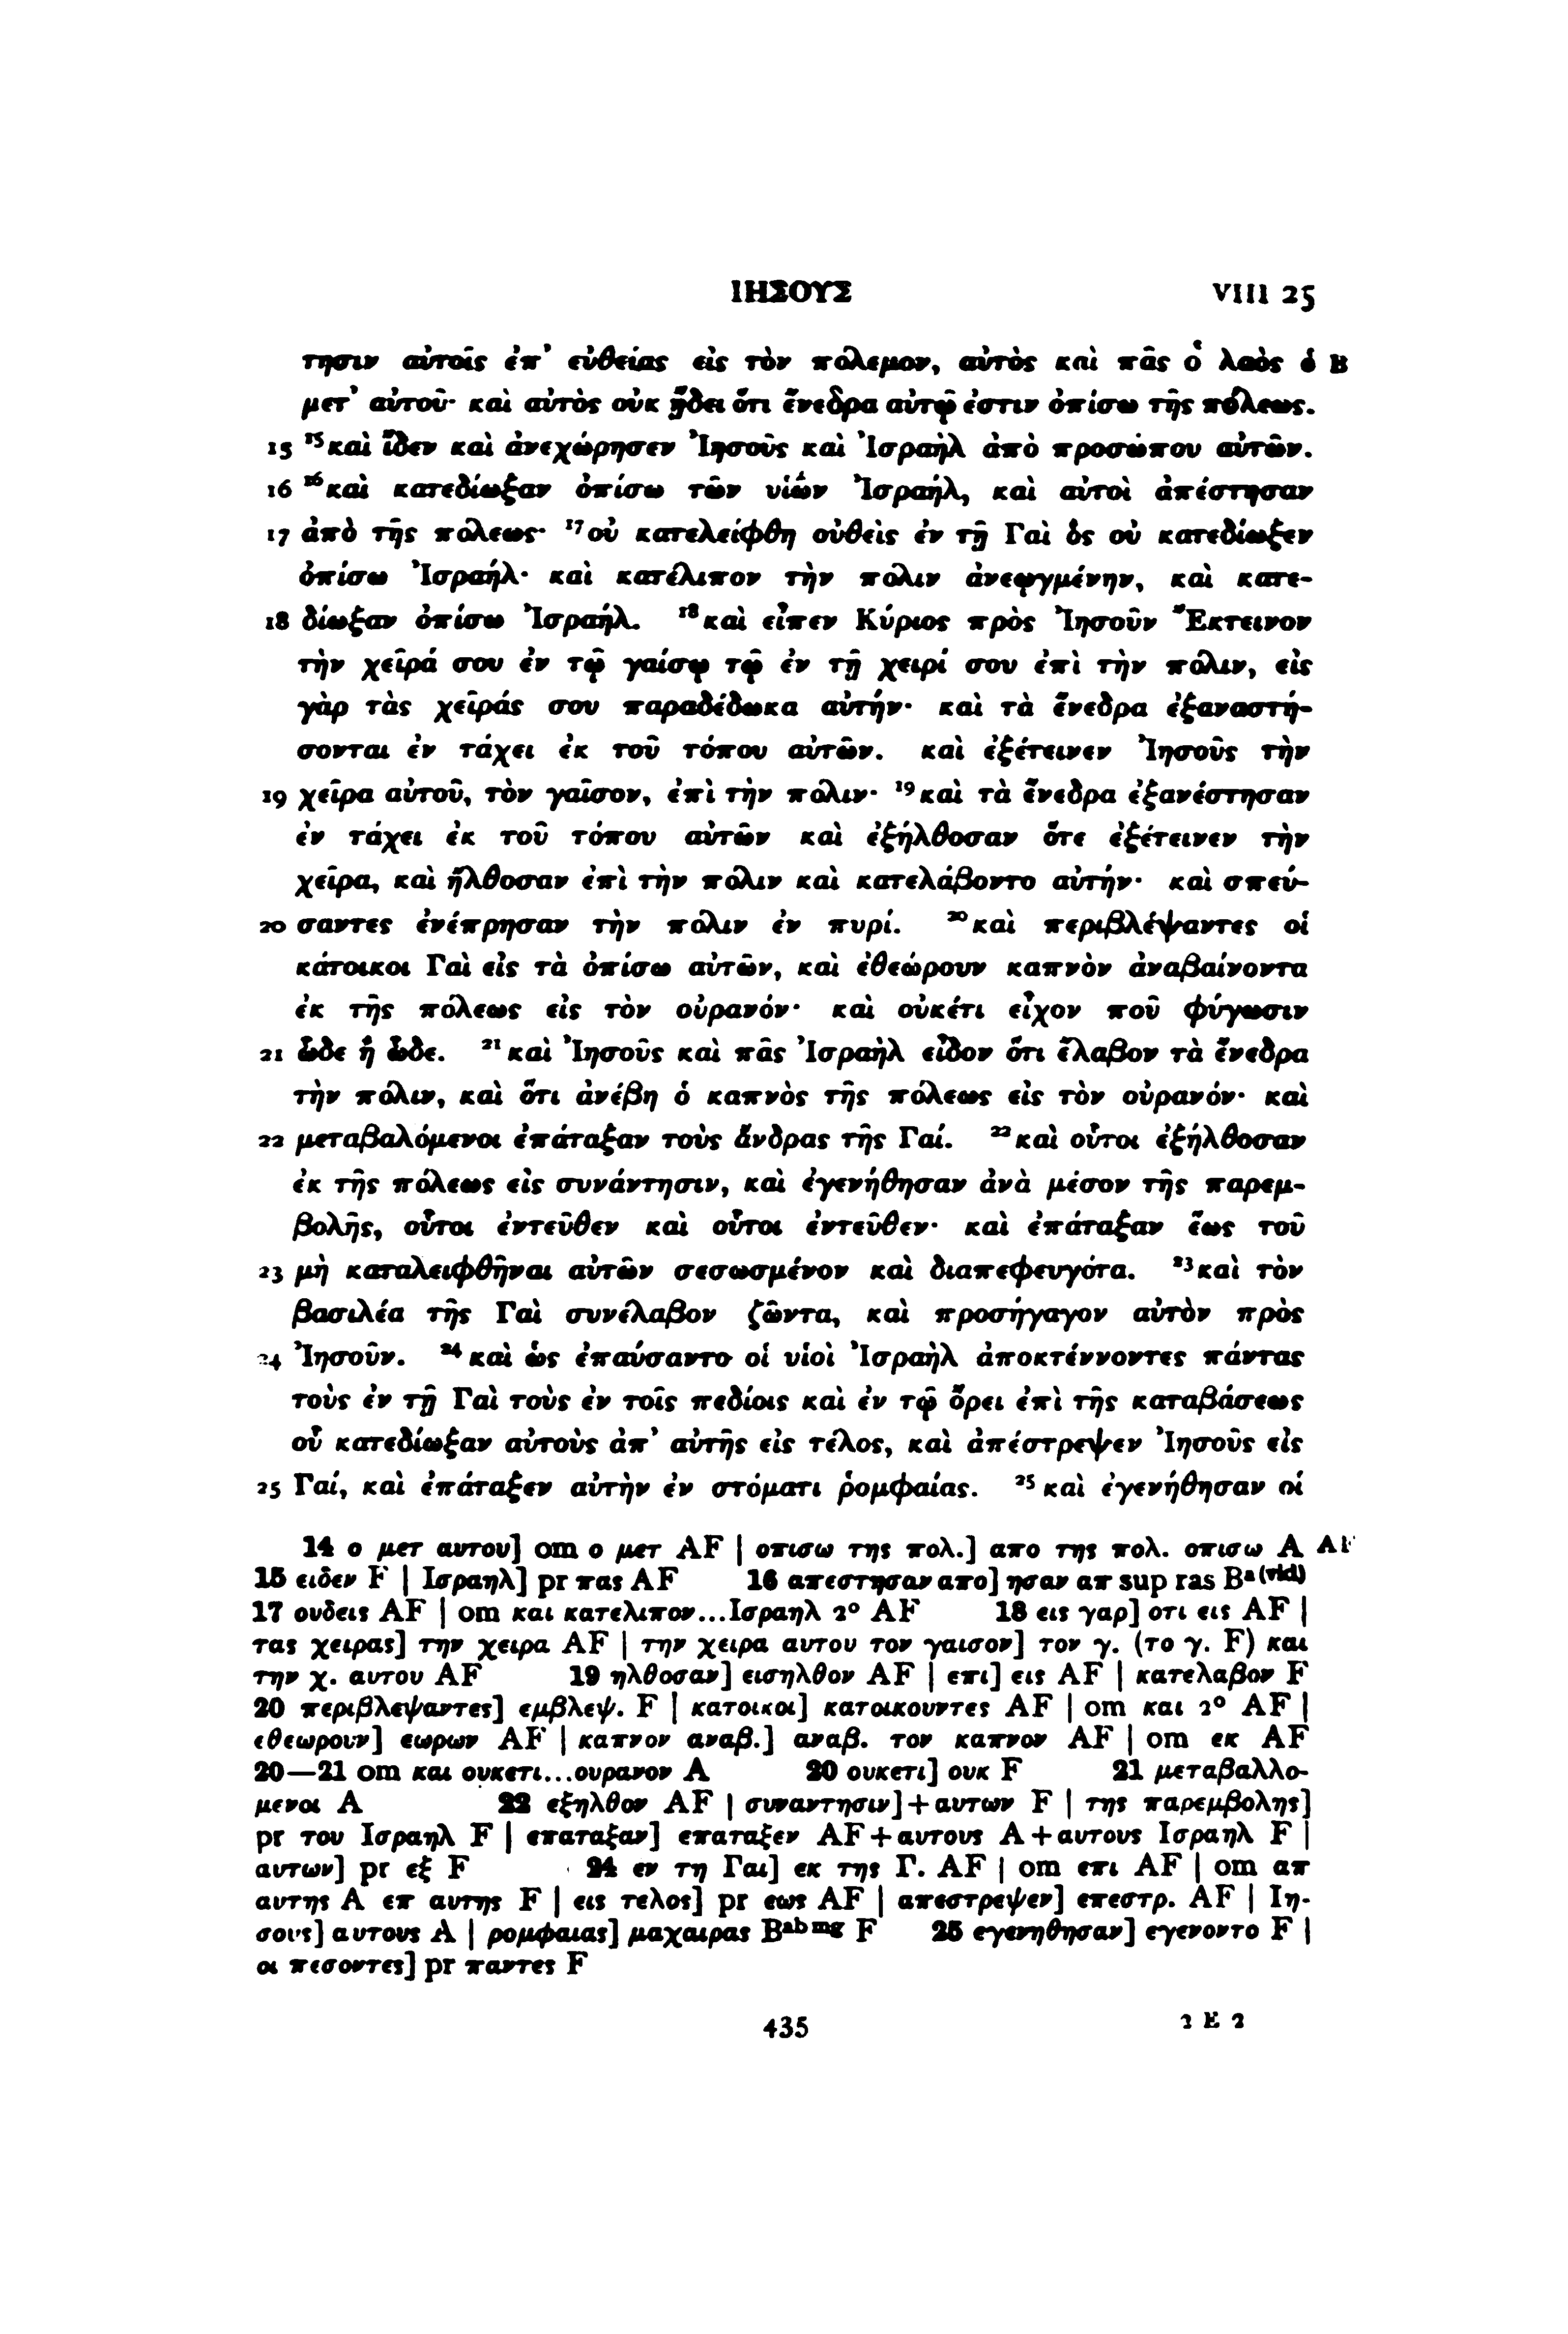 ΙΗΣΟΥΣ VIII 25
τησιν αὐτοῖς ἐπ᾽ εὐθείας εἰς τὸν πόλεμον, αὐτὸς καὶ πᾶς ὁ λαὸς ὁ B
μετ᾽ αὐτοῦ· καὶ αὐτὸς οὐκ ᾔδει ὅτι ἔνεδρα αὐτῷ ἐστιν ὀπίσω τῆς πόλεως.
15 ¹⁵καὶ ἴδεν καὶ ἀνεχώρησεν Ἰησοῦς καὶ Ἰσραὴλ ἀπὸ προσώπου αὐτῶν.
16 ¹⁶καὶ κατεδίωξαν ὀπίσω τῶν υἱῶν Ἰσραήλ, καὶ αὐτοὶ ἀπέστησαν
17 ἀπὸ τῆς πόλεως· ¹⁷οὐ κατελείφθη οὐθεὶς ἐν τῇ Γαὶ ὃς οὐ κατεδίωξεν
ὀπίσω Ἰσραήλ· καὶ κατέλιπον τὴν πόλιν ἀνεῳγμένην, καὶ κατε-
18 δίωξαν ὀπίσω Ἰσραήλ. ¹⁸καὶ εἶπεν Κύριος πρὸς Ἰησοῦν Ἔκτεινον
τὴν χεῖρά σου ἐν τῷ γαίσῳ τῷ ἐν τῇ χειρί σου ἐπὶ τὴν πόλιν, εἰς
γὰρ τὰς χεῖράς σου παραδέδωκα αὐτήν· καὶ τὰ ἔνεδρα ἐξαναστή-
σονται ἐν τάχει ἐκ τοῦ τόπου αὐτῶν. καὶ ἐξέτεινεν Ἰησοῦς τὴν
19 χεῖρα αὐτοῦ, τὸν γαῖσον, ἐπὶ τὴν πόλιν· ¹⁹καὶ τὰ ἔνεδρα ἐξανέστησαν
ἐν τάχει ἐκ τοῦ τόπου αὐτῶν καὶ ἐξήλθοσαν ὅτε ἐξέτεινεν τὴν
χεῖρα, καὶ ἤλθοσαν ἐπὶ τὴν πόλιν καὶ κατελάβοντο αὐτήν· καὶ σπεύ-
20 σαντες ἐνέπρησαν τὴν πόλιν ἐν πυρί. ²⁰καὶ περιβλέψαντες οἱ
κάτοικοι Γαὶ εἰς τὰ ὀπίσω αὐτῶν, καὶ ἐθεώρουν καπνὸν ἀναβαίνοντα
ἐκ τῆς πόλεως εἰς τὸν οὐρανόν· καὶ οὐκέτι εἶχον ποῦ φύγωσιν
21 ὧδε ἢ ὧδε. ²¹καὶ Ἰησοῦς καὶ πᾶς Ἰσραὴλ εἶδον ὅτι ἔλαβον τὰ ἔνεδρα
τὴν πόλιν, καὶ ὅτι ἀνέβη ὁ καπνὸς τῆς πόλεως εἰς τὸν οὐρανόν· καὶ
22 μεταβαλόμενοι ἐπάταξαν τοὺς ἄνδρας τῆς Γαί. ²²καὶ οὗτοι ἐξήλθοσαν
ἐκ τῆς πόλεως εἰς συνάντησιν, καὶ ἐγενήθησαν ἀνὰ μέσον τῆς παρεμ-
βολῆς, οὗτοι ἐντεῦθεν καὶ οὗτοι ἐντεῦθεν· καὶ ἐπάταξαν ἕως τοῦ
23 μὴ καταλειφθῆναι αὐτῶν σεσωσμένον καὶ διαπεφευγότα. ²³καὶ τὸν
βασιλέα τῆς Γαὶ συνέλαβον ζῶντα, καὶ προσήγαγον αὐτὸν πρὸς
24 Ἰησοῦν. ²⁴καὶ ὡς ἐπαύσαντο οἱ υἱοὶ Ἰσραὴλ ἀποκτέννοντες πάντας
τοὺς ἐν τῇ Γαὶ τοὺς ἐν τοῖς πεδίοις καὶ ἐν τῷ ὄρει ἐπὶ τῆς καταβάσεως
οὗ κατεδίωξαν αὐτοὺς ἀπ᾽ αὐτῆς εἰς τέλος, καὶ ἀπέστρεψεν Ἰησοῦς εἰς
25 Γαί, καὶ ἐπάταξεν αὐτὴν ἐν στόματι ῥομφαίας. ²⁵καὶ ἐγενήθησαν οἱ
14 ο μετ αυτου] om ο μετ AF | οπισω της πολ.] απο της πολ. οπισω A AF
15 ειδεν F | Ισραηλ] pr πας AF 16 απεστησαν απο] ησαν απ sup ras Bᵃ⁽ᵛⁱᵈ⁾
17 ουδεις AF | om και κατελιπον...Ισραηλ 2° AF 18 εις γαρ] οτι εις AF |
τας χειρας] την χειρα AF | την χειρα αυτου τον γαισον] τον γ. (το γ. F) και
την χ. αυτου AF 19 ηλθοσαν] εισηλθον AF | επι] εις AF | κατελαβον F
20 περιβλεψαντες] εμβλεψ. F | κατοικοι] κατοικουντες AF | om και 2° AF |
εθεωρουν] εωρων AF | καπνον αναβ.] αναβ. τον καπνον AF | om εκ AF
20—21 om και ουκετι...ουρανον A 20 ουκετι] ουκ F 21 μεταβαλλο-
μενοι A 22 εξηλθον AF | συναντησιν]+αυτων F | της παρεμβολης]
pr του Ισραηλ F | επαταξαν] επαταξεν AF+αυτους A+αυτους Ισραηλ F |
αυτων] pr εξ F 24 εν τη Γαι] εκ της Γ. AF | om επι AF | om απ
αυτης A επ αυτης F | εις τελος] pr εως AF | απεστρεψεν] επεστρ. AF | Ιη-
σους] αυτους A | ρομφαιας] μαχαιρας Bᵃᵇᵐᵍ F 25 εγενηθησαν] εγενοντο F |
οι πεσοντες] pr παντες F
435 2 E 2